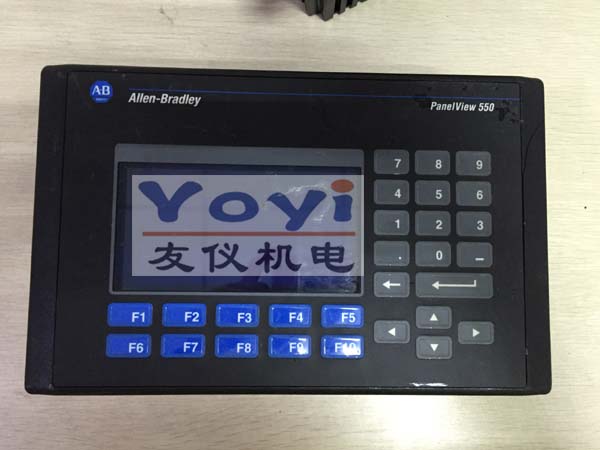 A-B
Allen-Bradley
PanelView 550
7 8 9
4 5 6
1 2 3
. 0 –
Yoyi
友仪机电
F1 F2 F3 F4 F5
F6 F7 F8 F9 F10